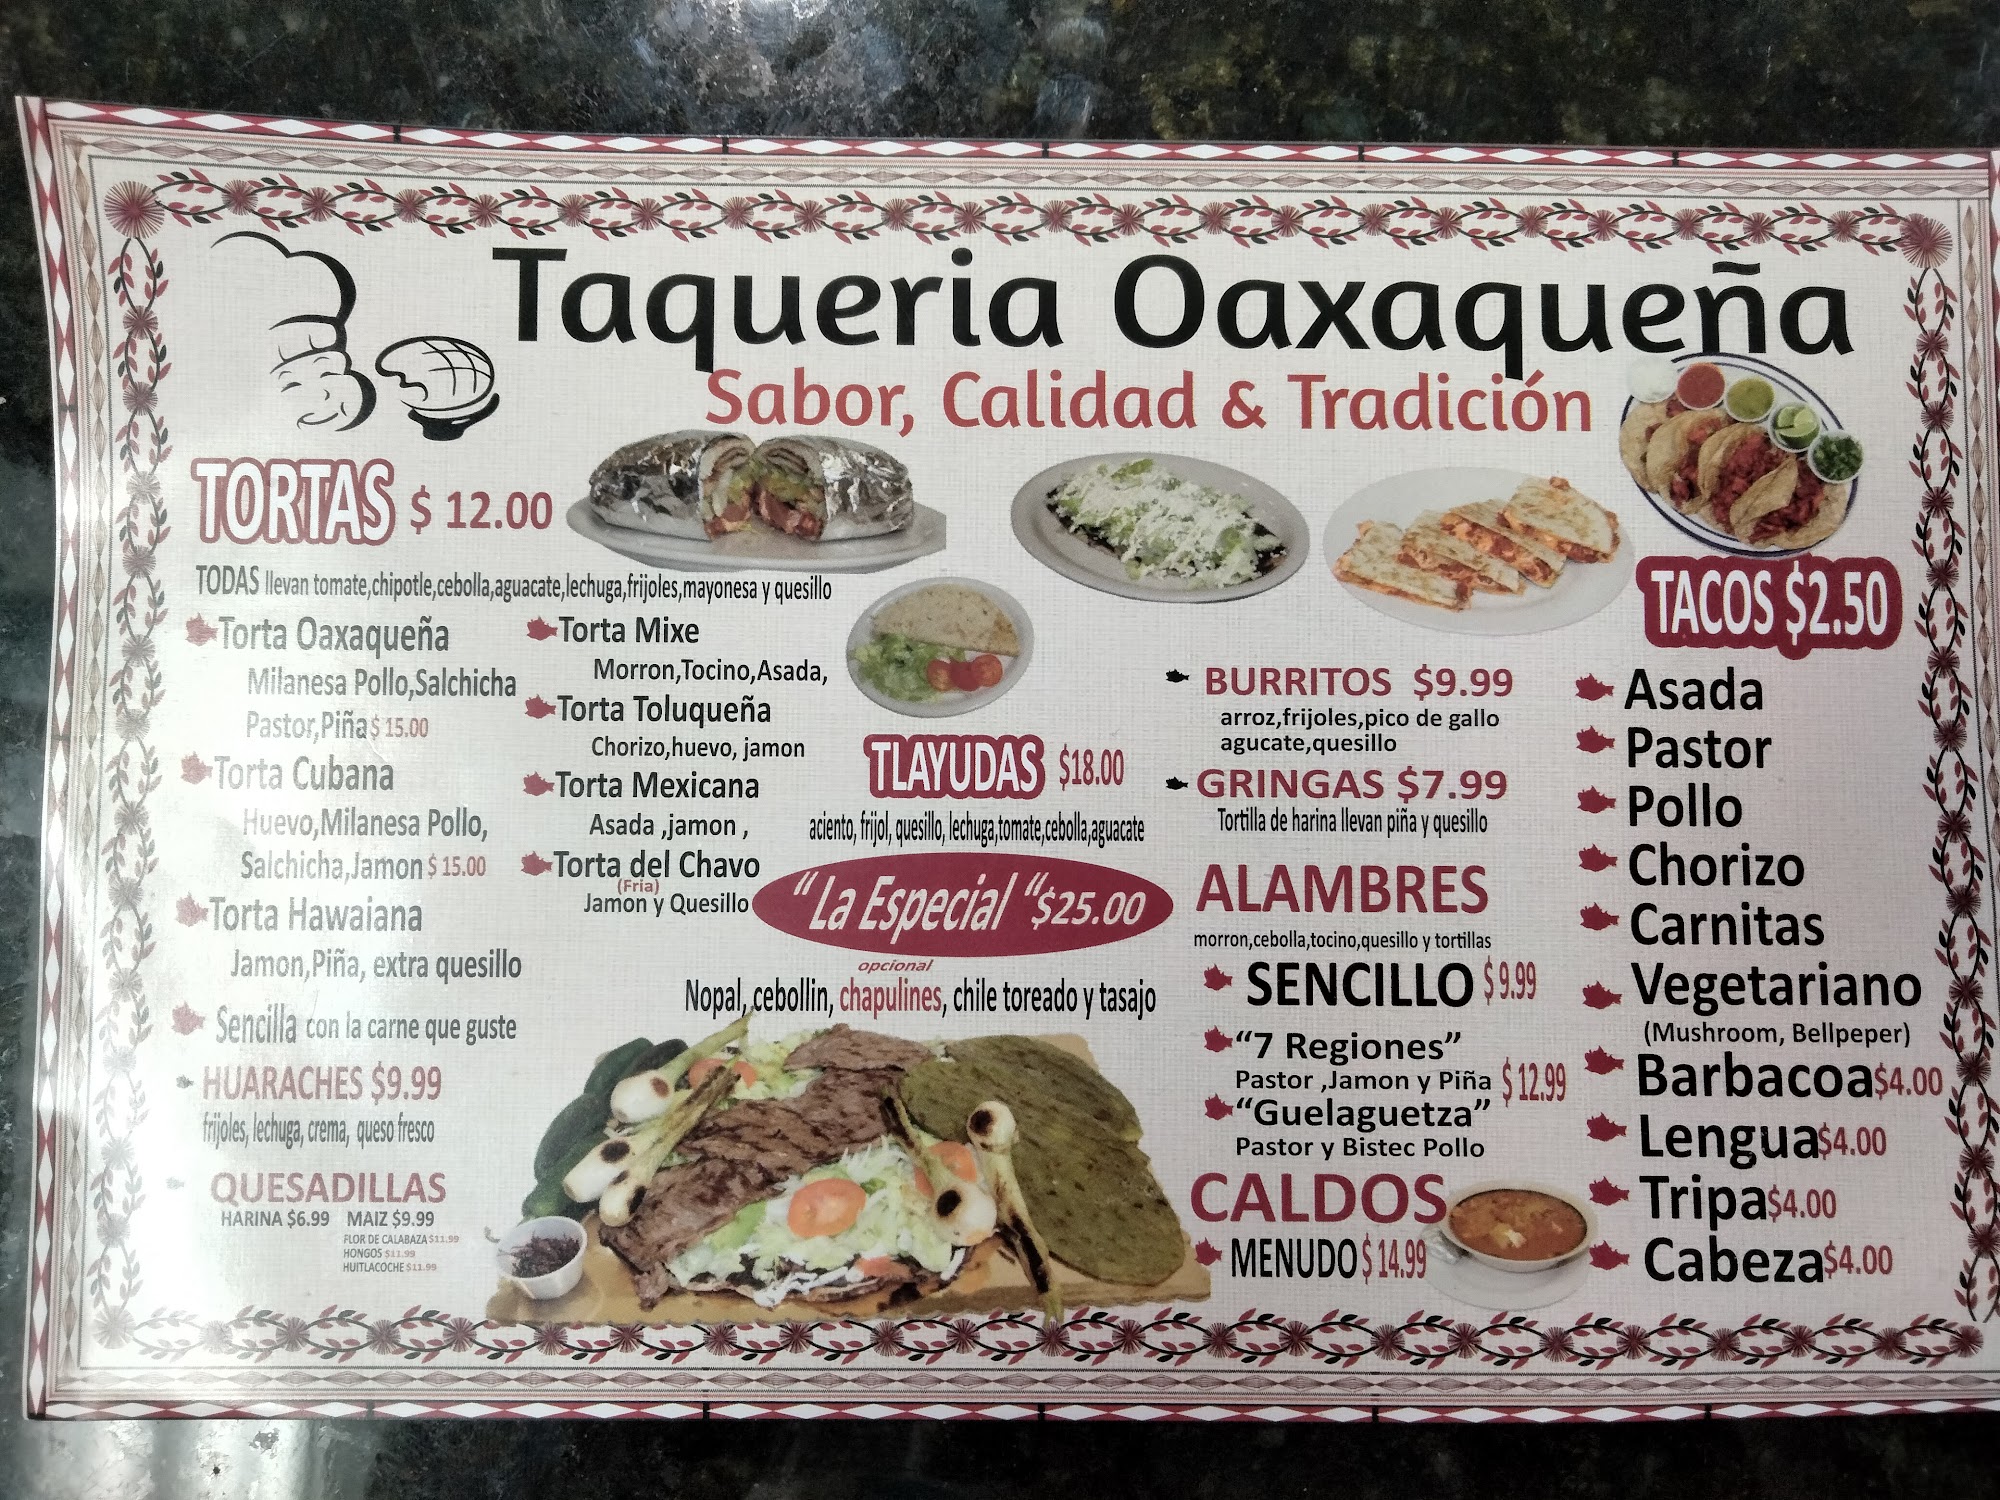 Taqueria Oaxaqueña
Sabor, Calidad & Tradición
TORTAS $ 12.00
TODAS llevan tomate,chipotle,cebolla,aguacate,lechuga,frijoles,mayonesa y quesillo
Torta Oaxaqueña
Milanesa Pollo,Salchicha
Pastor,Piña $ 15.00
Torta Cubana
Huevo,Milanesa Pollo,
Salchicha,Jamon $ 15.00
Torta Hawaiana
Jamon,Piña, extra quesillo
Sencilla con la carne que guste
HUARACHES $9.99
frijoles, lechuga, crema, queso fresco
QUESADILLAS
HARINA $6.99 MAIZ $9.99
FLOR DE CALABAZA $11.99
HONGOS $11.99
HUITLACOCHE $11.99
Torta Mixe
Morron,Tocino,Asada,
Torta Toluqueña
Chorizo,huevo, jamon
Torta Mexicana
Asada ,jamon ,
Torta del Chavo
(Fria)
Jamon y Quesillo
TLAYUDAS $18.00
aciento, frijol, quesillo, lechuga,tomate,cebolla,aguacate
"La Especial "$25.00
opcional
Nopal, cebollin, chapulines, chile toreado y tasajo
BURRITOS $9.99
arroz,frijoles,pico de gallo
agucate,quesillo
GRINGAS $7.99
Tortilla de harina llevan piña y quesillo
ALAMBRES
morron,cebolla,tocino,quesillo y tortillas
SENCILLO $9.99
"7 Regiones"
Pastor ,Jamon y Piña $12.99
"Guelaguetza"
Pastor y Bistec Pollo
CALDOS
MENUDO $14.99
TACOS $2.50
Asada
Pastor
Pollo
Chorizo
Carnitas
Vegetariano
(Mushroom, Bellpeper)
Barbacoa $4.00
Lengua $4.00
Tripa $4.00
Cabeza $4.00